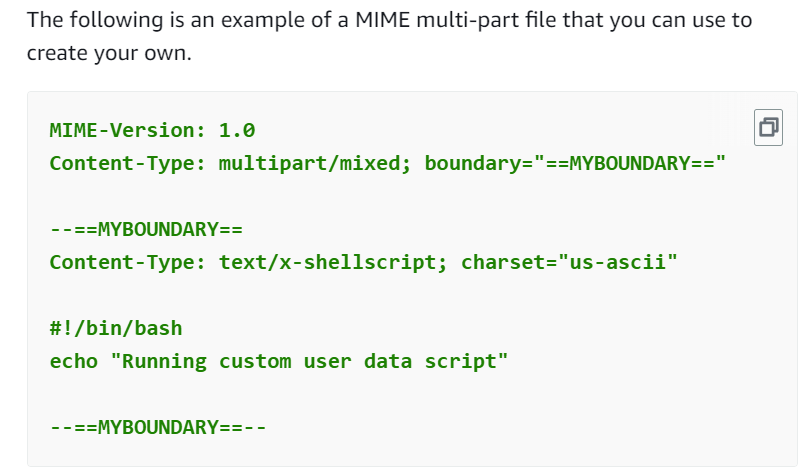 The following is an example of a MIME multi-part file that you can use to
create your own.
MIME-Version: 1.0
Content-Type: multipart/mixed; boundary="==MYBOUNDARY=="
--==MYBOUNDARY==
Content-Type: text/x-shellscript; charset="us-ascii"
#!/bin/bash
echo "Running custom user data script"
--==MYBOUNDARY==--